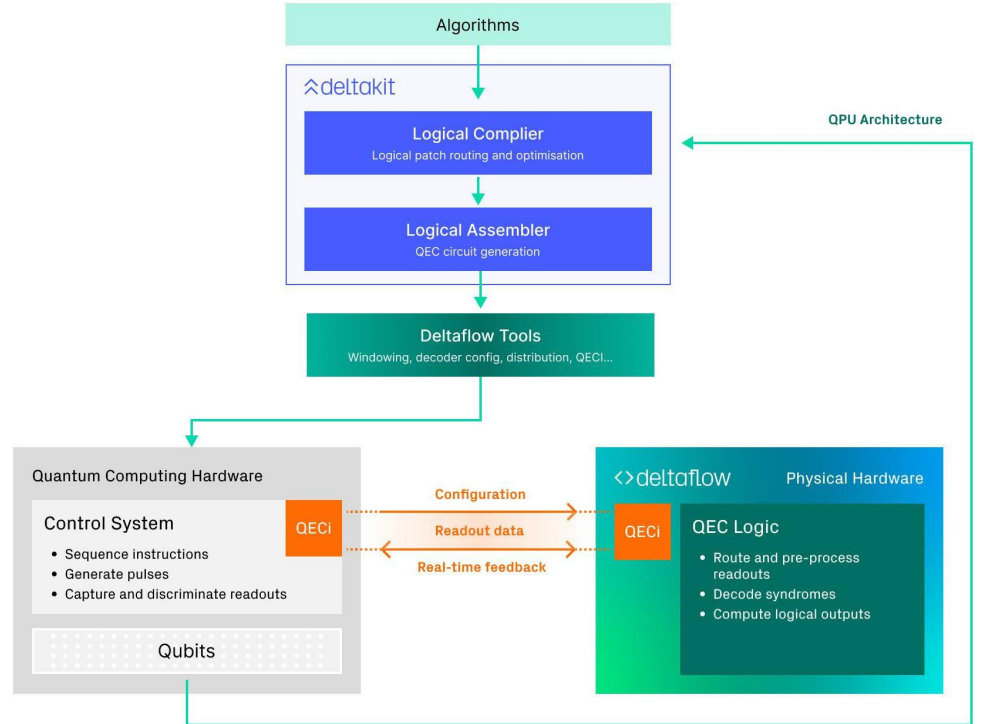 Algorithms
deltakit
QPU Architecture
Logical Complier
Logical patch routing and optimisation
Logical Assembler
QEC circuit generation
Deltaflow Tools
Windowing, decoder config, distribution, QECI...
Quantum Computing Hardware
Control System
• Sequence instructions
• Generate pulses
• Capture and discriminate readouts
QECi
Qubits
Configuration
Readout data
Real-time feedback
<>deltaflow
Physical Hardware
QECi
QEC Logic
• Route and pre-process
readouts
• Decode syndromes
• Compute logical outputs